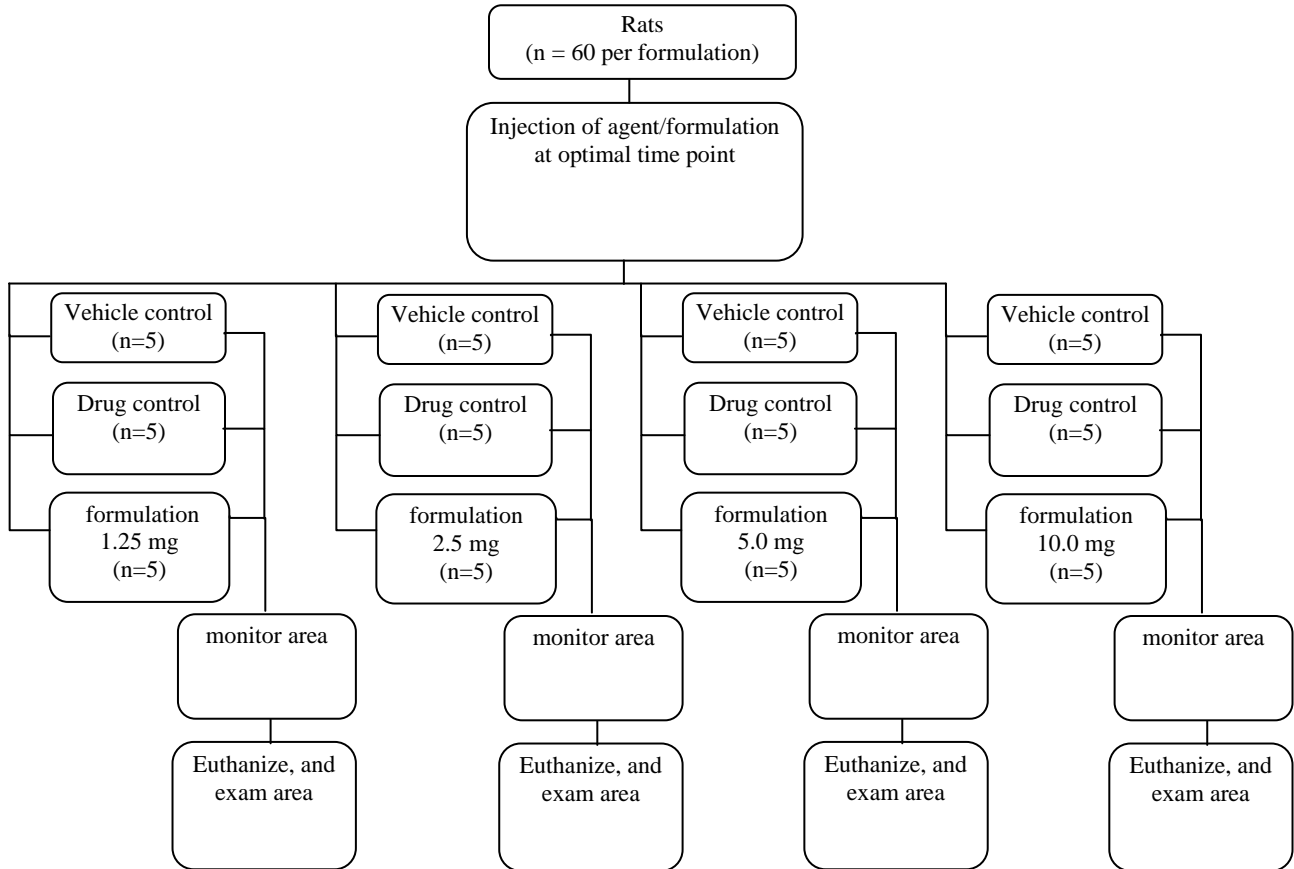 Rats
(n = 60 per formulation)
Injection of agent/formulation
at optimal time point
Vehicle control
(n=5)
Drug control
(n=5)
formulation
1.25 mg
(n=5)
monitor area
Euthanize, and
exam area
Vehicle control
(n=5)
Drug control
(n=5)
formulation
2.5 mg
(n=5)
monitor area
Euthanize, and
exam area
Vehicle control
(n=5)
Drug control
(n=5)
formulation
5.0 mg
(n=5)
monitor area
Euthanize, and
exam area
Vehicle control
(n=5)
Drug control
(n=5)
formulation
10.0 mg
(n=5)
monitor area
Euthanize, and
exam area